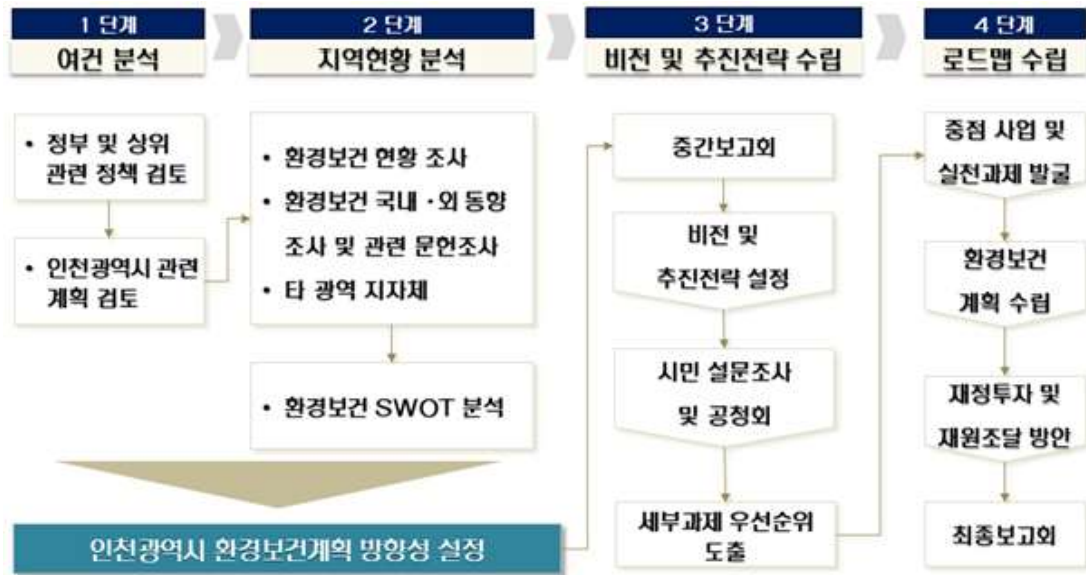 1 단계
여건 분석
2 단계
지역현황 분석
3 단계
비전 및 추진전략 수립
4 단계
로드맵 수립
• 정부 및 상위
관련 정책 검토
• 인천광역시 관련
계획 검토
• 환경보건 현황 조사
• 환경보건 국내 · 외 동향
조사 및 관련 문헌조사
• 타 광역 지자체
• 환경보건 SWOT 분석
인천광역시 환경보건계획 방향성 설정
중간보고회
비전 및
추진전략 설정
시민 설문조사
및 공청회
세부과제 우선순위
도출
중점 사업 및
실천과제 발굴
환경보건
계획 수립
재정투자 및
재원조달 방안
최종보고회